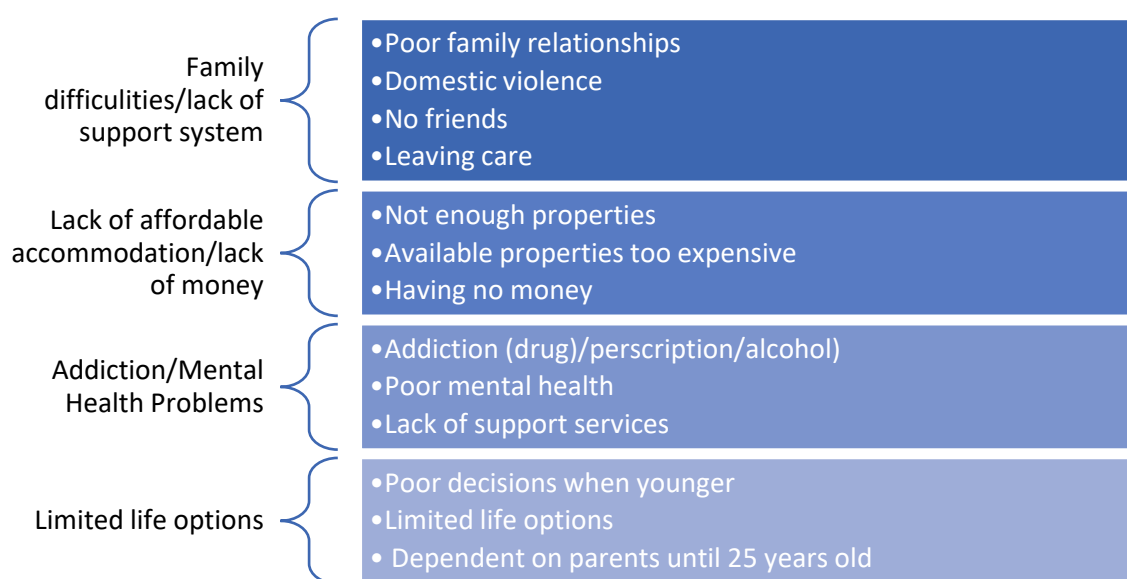 Family
difficulities/lack of
support system
•Poor family relationships
•Domestic violence
•No friends
•Leaving care
Lack of affordable
accommodation/lack
of money
•Not enough properties
•Available properties too expensive
•Having no money
Addiction/Mental
Health Problems
•Addiction (drug)/perscription/alcohol)
•Poor mental health
•Lack of support services
Limited life options
•Poor decisions when younger
•Limited life options
• Dependent on parents until 25 years old